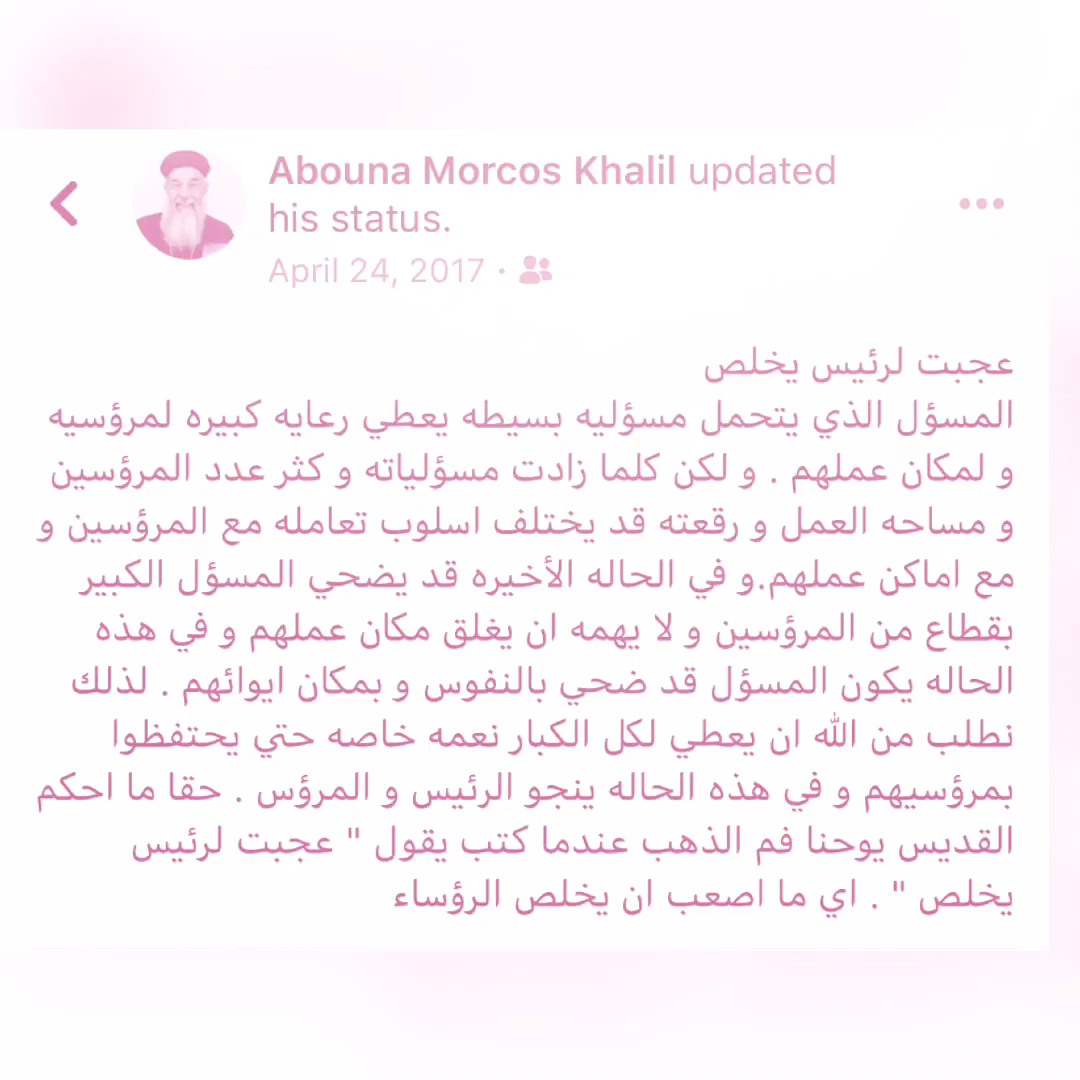 Abouna Morcos Khalil updated
his status.
April 24, 2017 ·
عجبت لرئيس يخلص
المسؤل الذي يتحمل مسؤليه بسيطه يعطي رعايه كبيره لمرؤسيه
و لمكان عملهم . و لكن كلما زادت مسؤلياته و كثر عدد المرؤسين
و مساحه العمل و رقعته قد يختلف اسلوب تعامله مع المرؤسين و
مع اماكن عملهم.و في الحاله الأخيره قد يضحي المسؤل الكبير
بقطاع من المرؤسين و لا يهمه ان يغلق مكان عملهم و في هذه
الحاله يكون المسؤل قد ضحي بالنفوس و بمكان ايوائهم . لذلك
نطلب من الله ان يعطي لكل الكبار نعمه خاصه حتي يحتفظوا
بمرؤسيهم و في هذه الحاله ينجو الرئيس و المرؤس . حقا ما احكم
القديس يوحنا فم الذهب عندما كتب يقول " عجبت لرئيس
يخلص " . اي ما اصعب ان يخلص الرؤساء